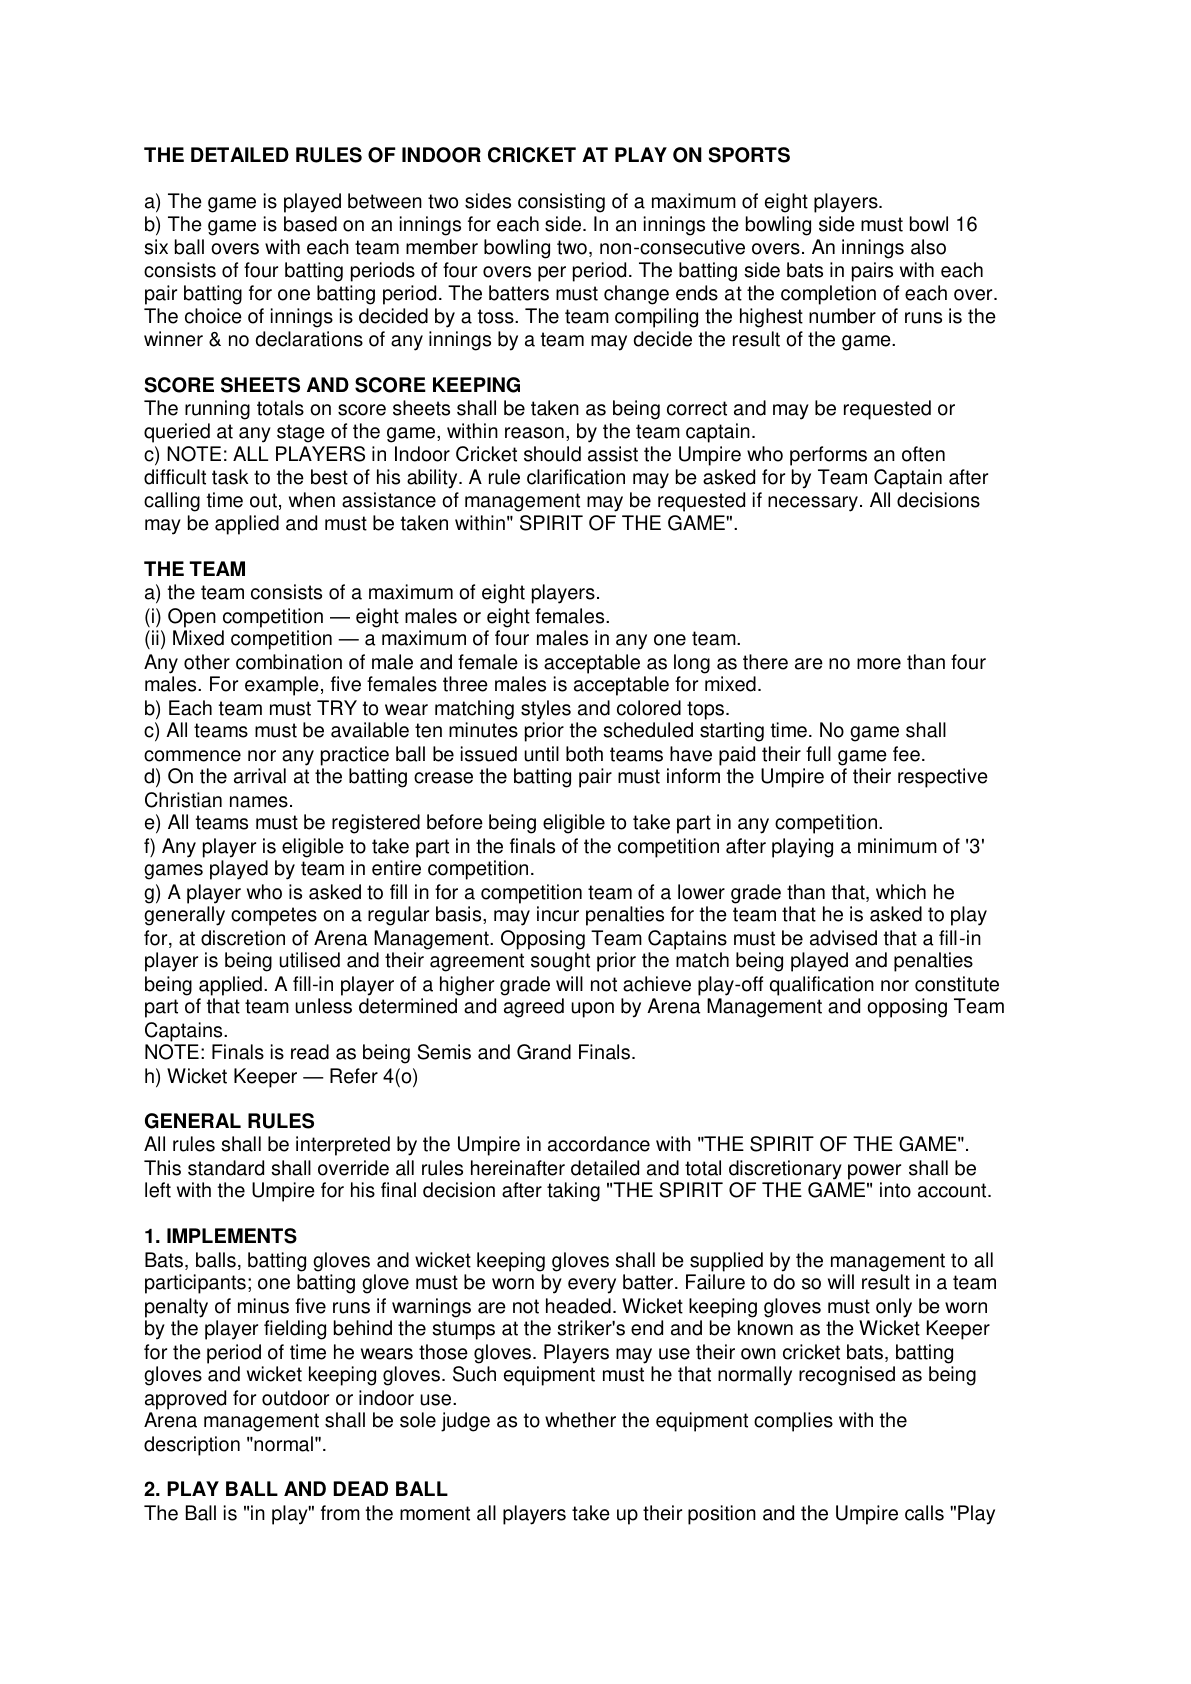 THE DETAILED RULES OF INDOOR CRICKET AT PLAY ON SPORTS
a) The game is played between two sides consisting of a maximum of eight players.
b) The game is based on an innings for each side. In an innings the bowling side must bowl 16
six ball overs with each team member bowling two, non-consecutive overs. An innings also
consists of four batting periods of four overs per period. The batting side bats in pairs with each
pair batting for one batting period. The batters must change ends at the completion of each over.
The choice of innings is decided by a toss. The team compiling the highest number of runs is the
winner & no declarations of any innings by a team may decide the result of the game.
SCORE SHEETS AND SCORE KEEPING
The running totals on score sheets shall be taken as being correct and may be requested or
queried at any stage of the game, within reason, by the team captain.
c) NOTE: ALL PLAYERS in Indoor Cricket should assist the Umpire who performs an often
difficult task to the best of his ability. A rule clarification may be asked for by Team Captain after
calling time out, when assistance of management may be requested if necessary. All decisions
may be applied and must be taken within" SPIRIT OF THE GAME".
THE TEAM
a) the team consists of a maximum of eight players.
(i) Open competition — eight males or eight females.
(ii) Mixed competition — a maximum of four males in any one team.
Any other combination of male and female is acceptable as long as there are no more than four
males. For example, five females three males is acceptable for mixed.
b) Each team must TRY to wear matching styles and colored tops.
c) All teams must be available ten minutes prior the scheduled starting time. No game shall
commence nor any practice ball be issued until both teams have paid their full game fee.
d) On the arrival at the batting crease the batting pair must inform the Umpire of their respective
Christian names.
e) All teams must be registered before being eligible to take part in any competition.
f) Any player is eligible to take part in the finals of the competition after playing a minimum of '3'
games played by team in entire competition.
g) A player who is asked to fill in for a competition team of a lower grade than that, which he
generally competes on a regular basis, may incur penalties for the team that he is asked to play
for, at discretion of Arena Management. Opposing Team Captains must be advised that a fill-in
player is being utilised and their agreement sought prior the match being played and penalties
being applied. A fill-in player of a higher grade will not achieve play-off qualification nor constitute
part of that team unless determined and agreed upon by Arena Management and opposing Team
Captains.
NOTE: Finals is read as being Semis and Grand Finals.
h) Wicket Keeper — Refer 4(o)
GENERAL RULES
All rules shall be interpreted by the Umpire in accordance with "THE SPIRIT OF THE GAME".
This standard shall override all rules hereinafter detailed and total discretionary power shall be
left with the Umpire for his final decision after taking "THE SPIRIT OF THE GAME" into account.
1. IMPLEMENTS
Bats, balls, batting gloves and wicket keeping gloves shall be supplied by the management to all
participants; one batting glove must be worn by every batter. Failure to do so will result in a team
penalty of minus five runs if warnings are not headed. Wicket keeping gloves must only be worn
by the player fielding behind the stumps at the striker's end and be known as the Wicket Keeper
for the period of time he wears those gloves. Players may use their own cricket bats, batting
gloves and wicket keeping gloves. Such equipment must he that normally recognised as being
approved for outdoor or indoor use.
Arena management shall be sole judge as to whether the equipment complies with the
description "normal".
2. PLAY BALL AND DEAD BALL
The Ball is "in play" from the moment all players take up their position and the Umpire calls "Play